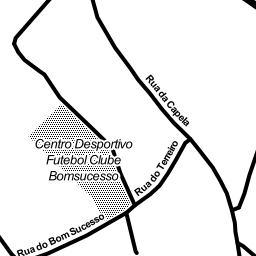 Rua da Capela
Centro Desportivo
Futebol Clube
Bomsucesso
Rua do Terreiro
Rua do Bom Sucesso